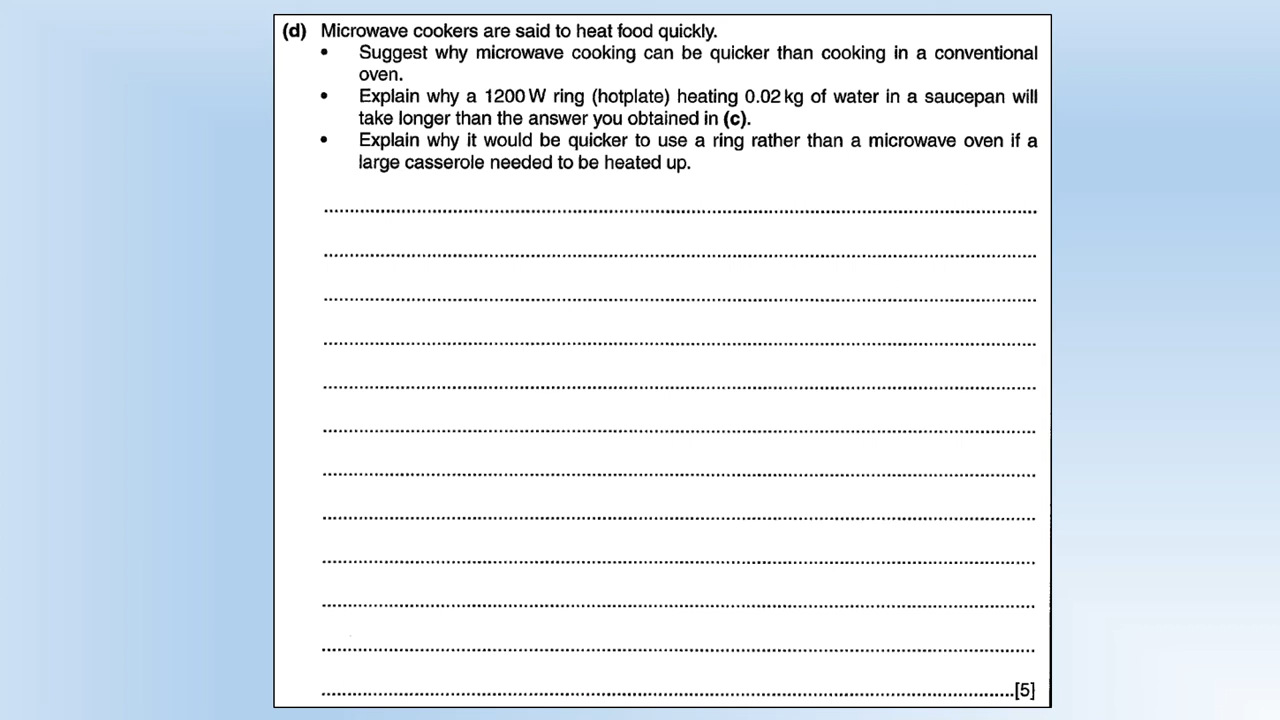 (d) Microwave cookers are said to heat food quickly.
• Suggest why microwave cooking can be quicker than cooking in a conventional
oven.
• Explain why a 1200 W ring (hotplate) heating 0.02 kg of water in a saucepan will
take longer than the answer you obtained in (c).
• Explain why it would be quicker to use a ring rather than a microwave oven if a
large casserole needed to be heated up.
[5]